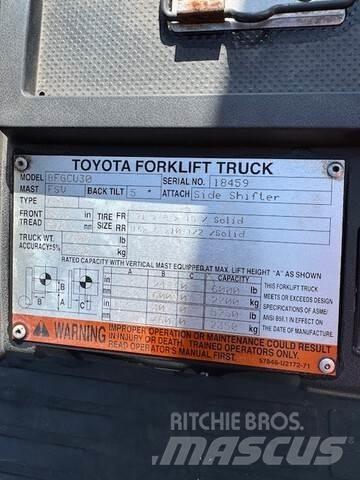 TOYOTA FORKLIFT TRUCK
MODEL 8FGCU30 SERIAL NO. 18459
MAST FSV BACK TILT 5 ° ATTACH Side Shifter
TYPE
FRONT TREAD in mm TIRE SIZE FR /Solid
RR /Solid
TRUCK WT. lb
ACCURACY±5% kg
RATED CAPACITY WITH VERTICAL MAST EQUIPPED AT MAX. LIFT HEIGHT "A" AS SHOWN
A B C CAPACITY
in lb
mm kg
in lb
mm kg
THIS FORKLIFT TRUCK
MEETS OR EXCEEDS DESIGN
SPECIFICATIONS OF ASME/
ANSI B56.1 IN EFFECT ON
THE DATE OF MANUFACTURE.
WARNING
IMPROPER OPERATION OR MAINTENANCE COULD RESULT
IN INJURY OR DEATH. TRAINED OPERATORS ONLY.
READ OPERATOR'S MANUAL FIRST.
57846-U2172-71
RITCHIE BROS.
MASCUS